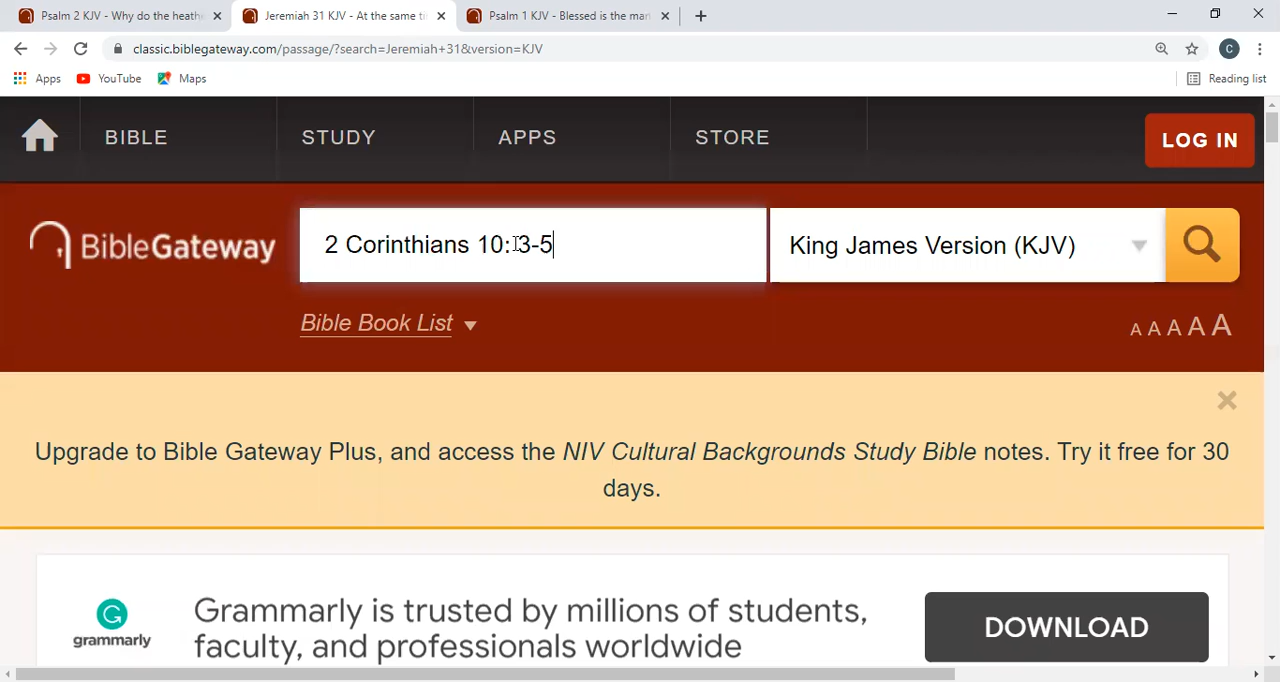 Psalm 2 KJV - Why do the heathe
Jeremiah 31 KJV - At the same ti
Psalm 1 KJV - Blessed is the man
classic.biblegateway.com/passage/?search=Jeremiah+31&version=KJV
C
Apps YouTube Maps Reading list
BIBLE STUDY APPS STORE LOG IN
BibleGateway 2 Corinthians 10:3-5 King James Version (KJV)
Bible Book List A A A A A
Upgrade to Bible Gateway Plus, and access the NIV Cultural Backgrounds Study Bible notes. Try it free for 30
days.
Grammarly is trusted by millions of students,
faculty, and professionals worldwide
grammarly
DOWNLOAD